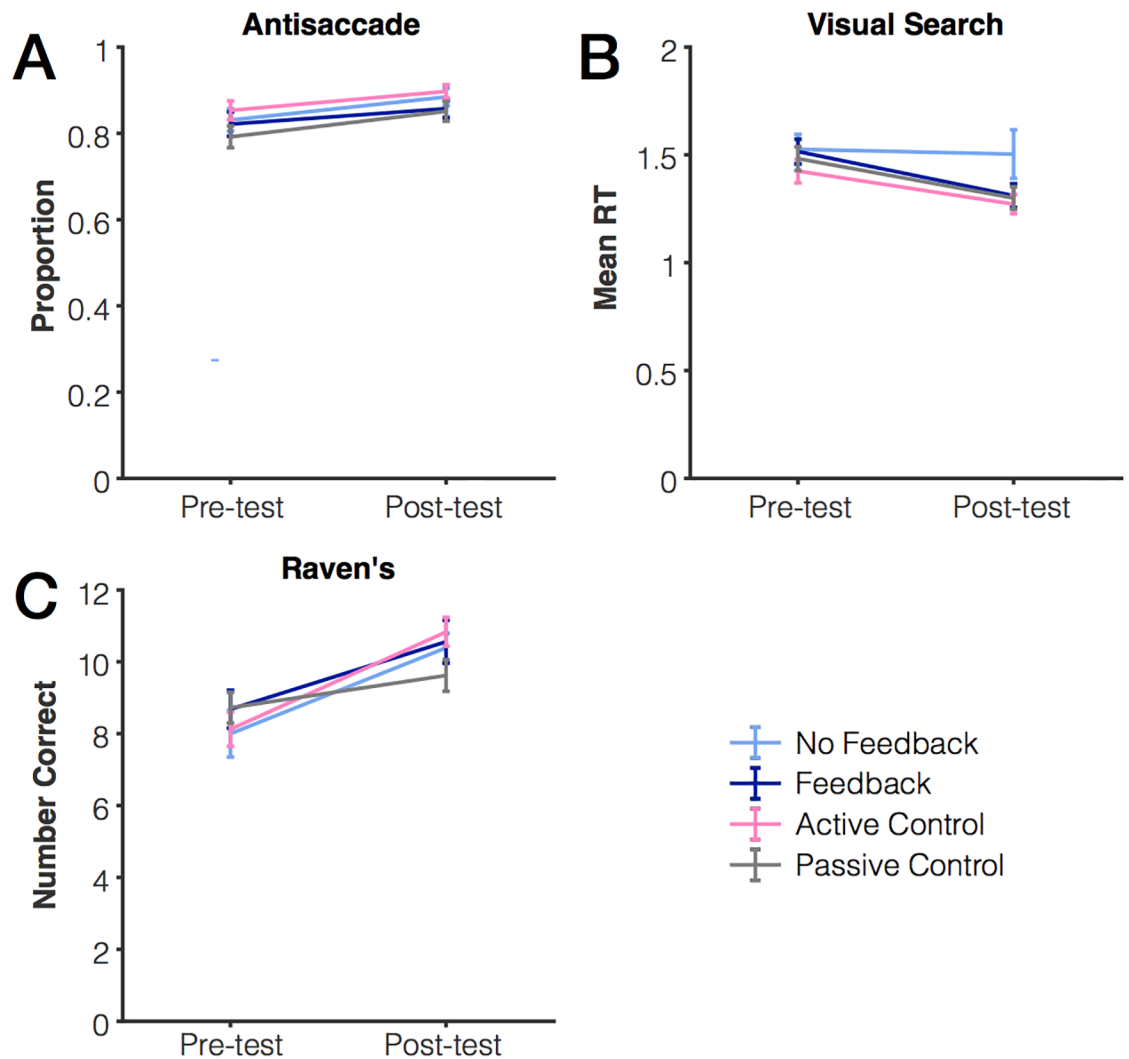 A
Antisaccade
1
0.8
0.6
0.4
0.2
0
Proportion
Pre-test
Post-test
B
Visual Search
2
1.5
1
0.5
0
Mean RT
Pre-test
Post-test
C
Raven's
12
10
8
6
4
2
0
Number Correct
Pre-test
Post-test
No Feedback
Feedback
Active Control
Passive Control